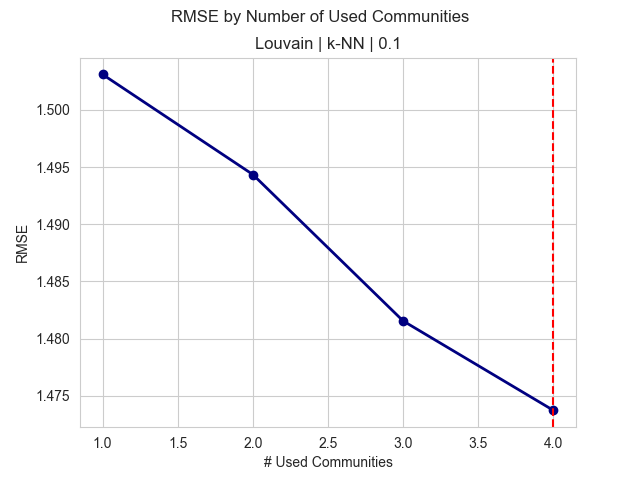 RMSE by Number of Used Communities
Louvain | k-NN | 0.1
1.500
1.495
1.490
1.485
1.480
1.475
RMSE
1.0 1.5 2.0 2.5 3.0 3.5 4.0
# Used Communities